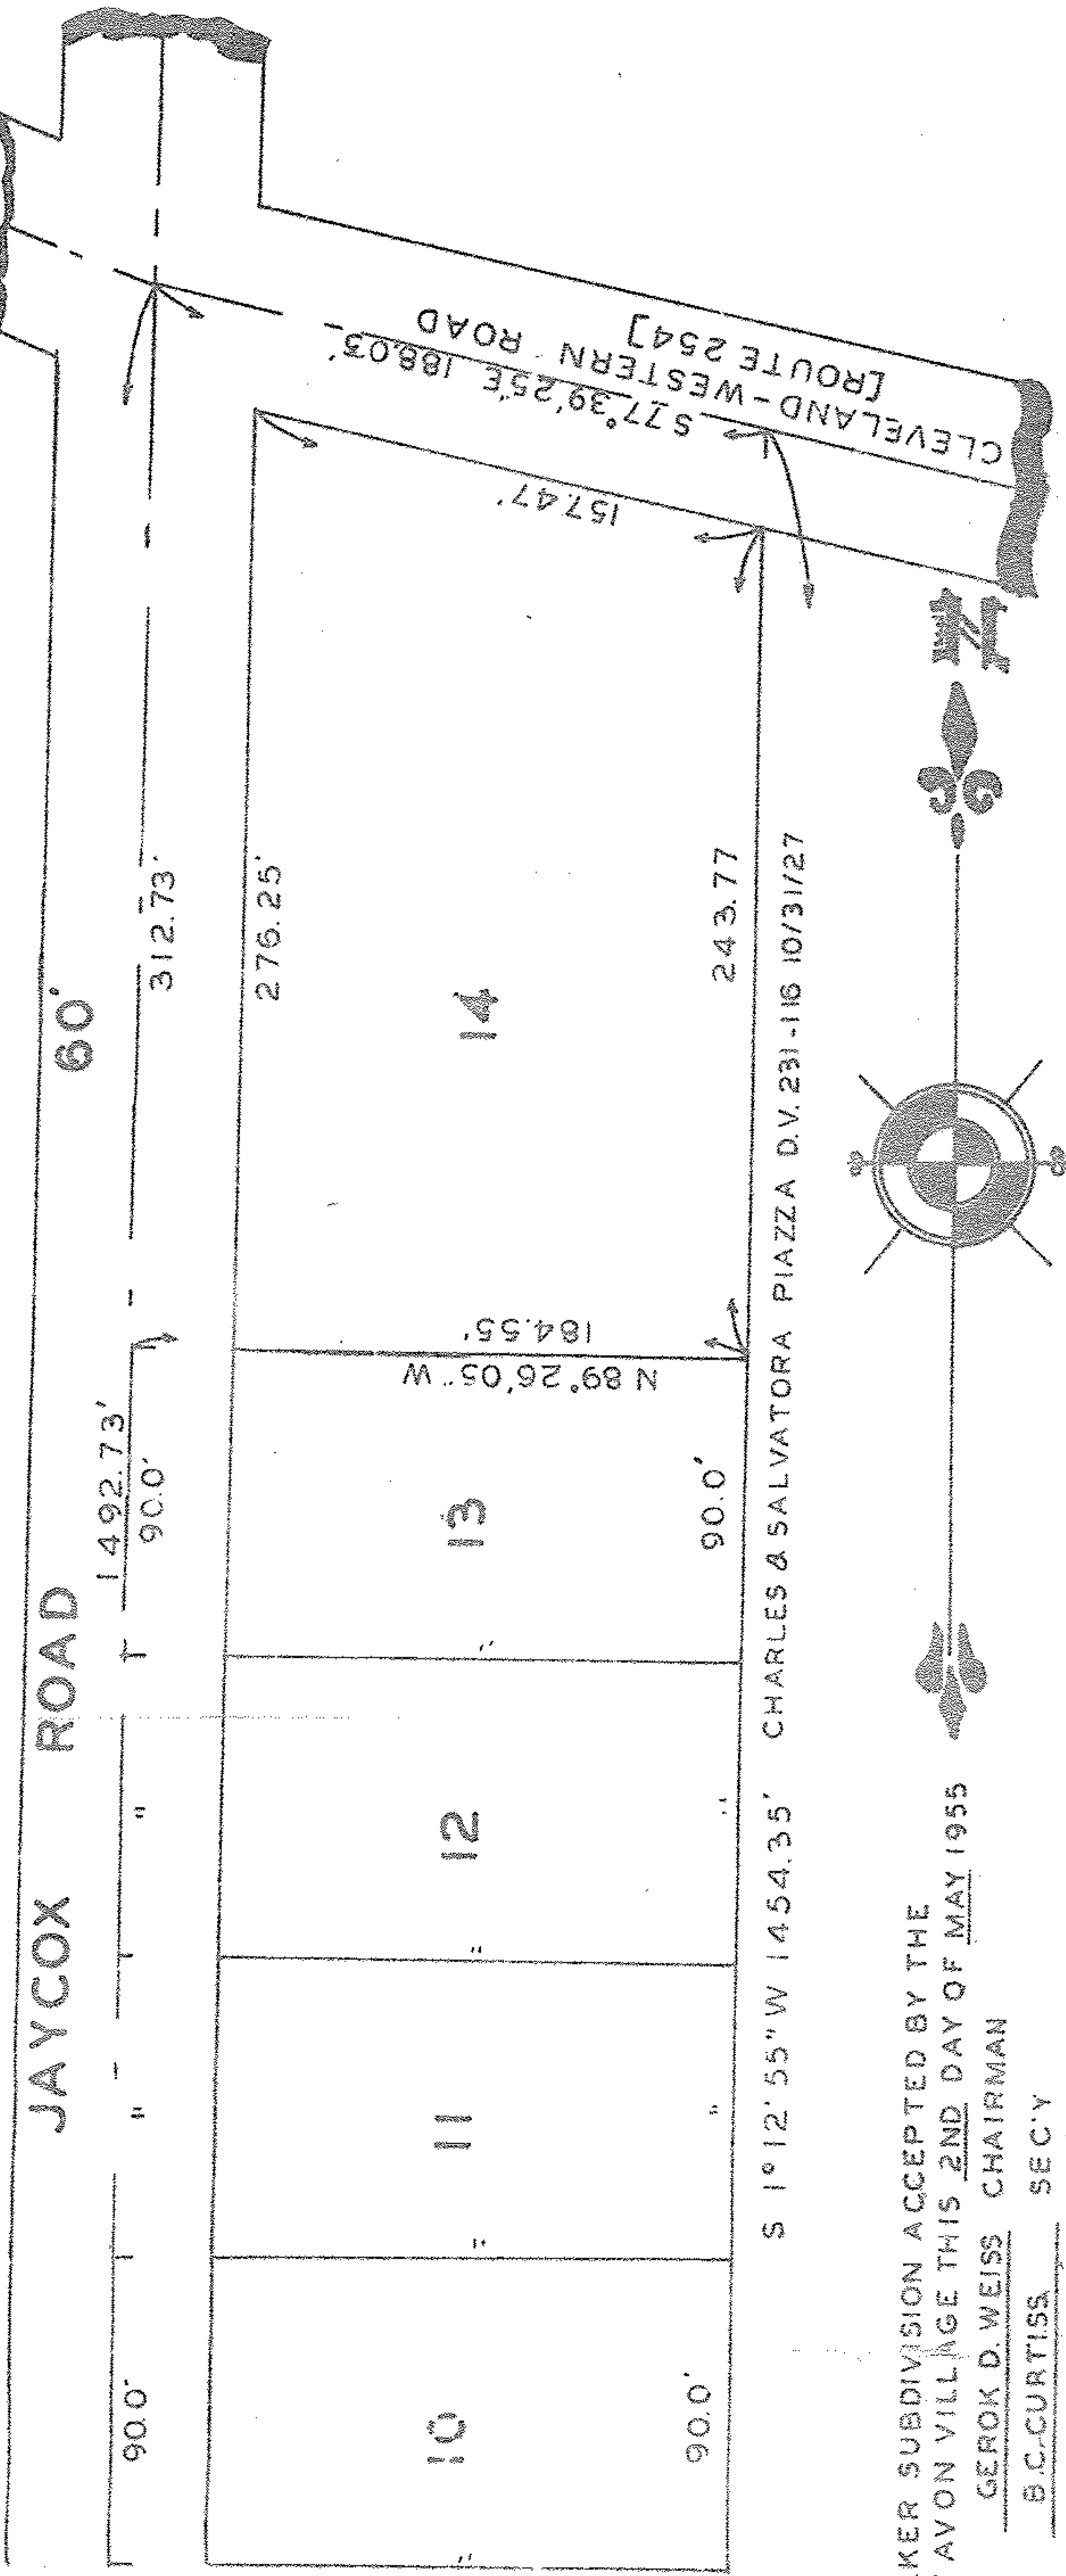 JAYCOX ROAD 60'
1492.73'
90.0'
90.0'
"
"
312.73'
276.25'
10
11
12
13
14
"
"
"
"
N 89° 26' 05" W
184.55'
157.47'
S 77° 39' 25" E 188.03'
CLEVELAND-WESTERN ROAD
[ROUTE 254]
90.0'
"
"
90.0'
243.77
S 1° 12' 55" W 1454.35' CHARLES & SALVATORA PIAZZA D.V. 231-116 10/31/27
N
KER SUBDIVISION ACCEPTED BY THE
AVON VILLAGE THIS 2ND DAY OF MAY 1955
GEROK D. WEISS CHAIRMAN
B.C. CURTISS SEC'Y